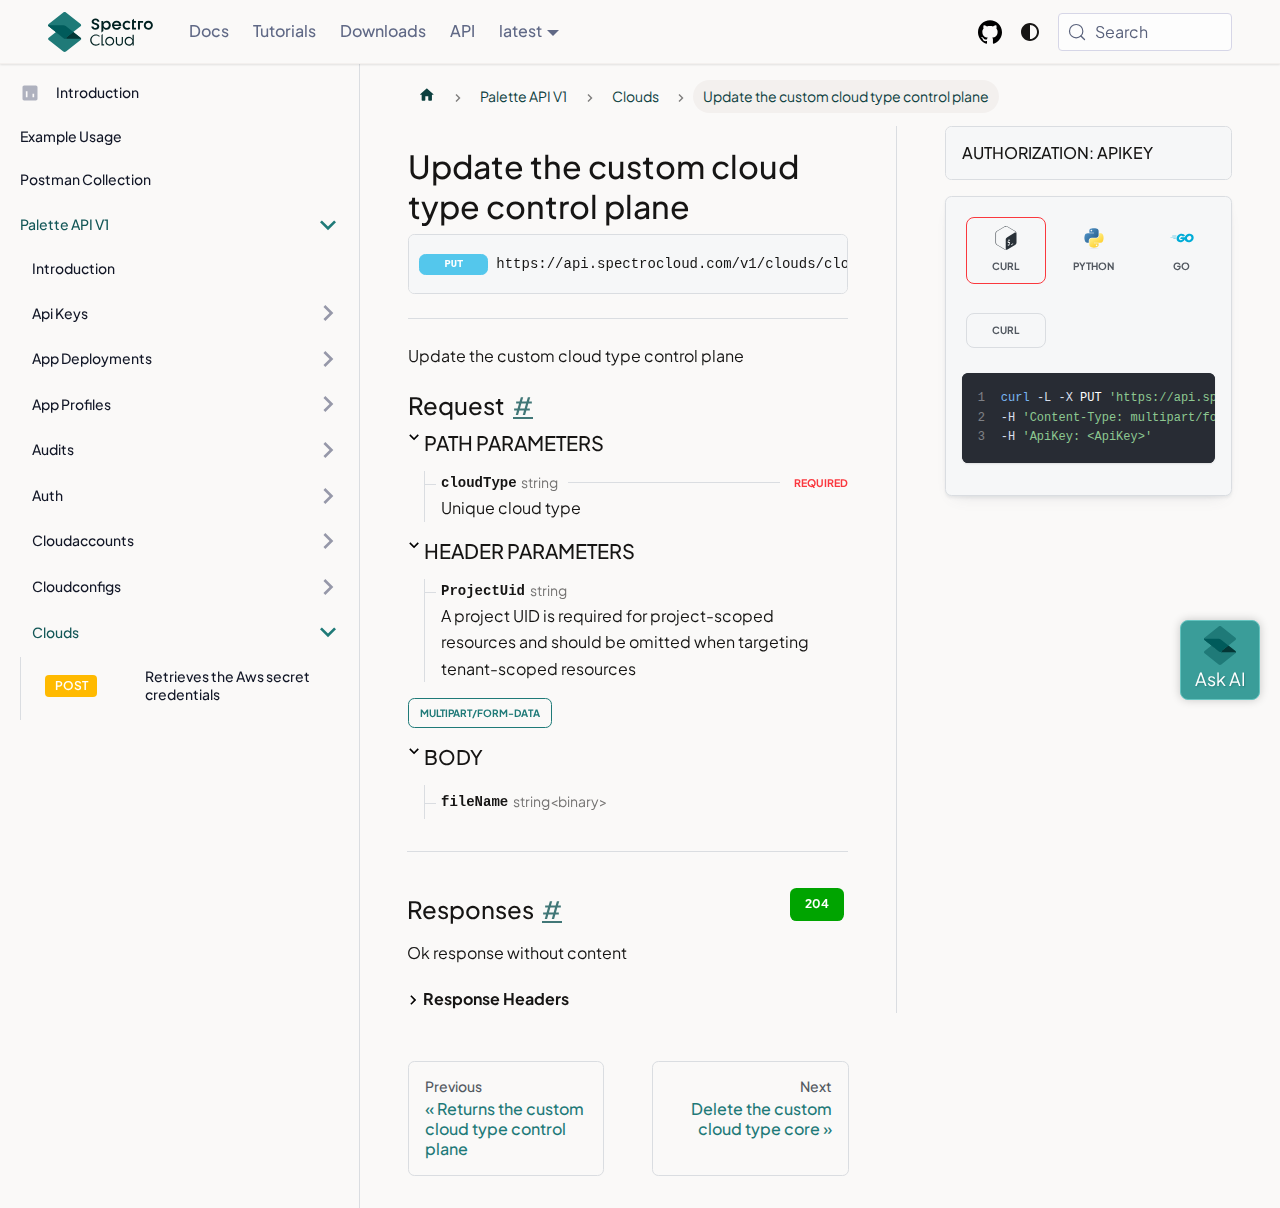 Spectro
Cloud
Docs
Tutorials
Downloads
API
latest
Search
Introduction
Example Usage
Postman Collection
Palette API V1
Introduction
Api Keys
App Deployments
App Profiles
Audits
Auth
Cloudaccounts
Cloudconfigs
Clouds
POST
Retrieves the Aws secret
credentials
Palette API V1
Clouds
Update the custom cloud type control plane
Update the custom cloud
type control plane
PUT https://api.spectrocloud.com/v1/clouds/clo
Update the custom cloud type control plane
Request #
PATH PARAMETERS
cloudType string REQUIRED
Unique cloud type
HEADER PARAMETERS
ProjectUid string
A project UID is required for project-scoped
resources and should be omitted when targeting
tenant-scoped resources
MULTIPART/FORM-DATA
BODY
fileName string<binary>
Responses #
204
Ok response without content
Response Headers
Previous
« Returns the custom
cloud type control
plane
Next
Delete the custom
cloud type core »
AUTHORIZATION: APIKEY
CURL
PYTHON
GO
CURL
1 curl -L -X PUT 'https://api.sp
2 -H 'Content-Type: multipart/fo
3 -H 'ApiKey: <ApiKey>'
Ask AI